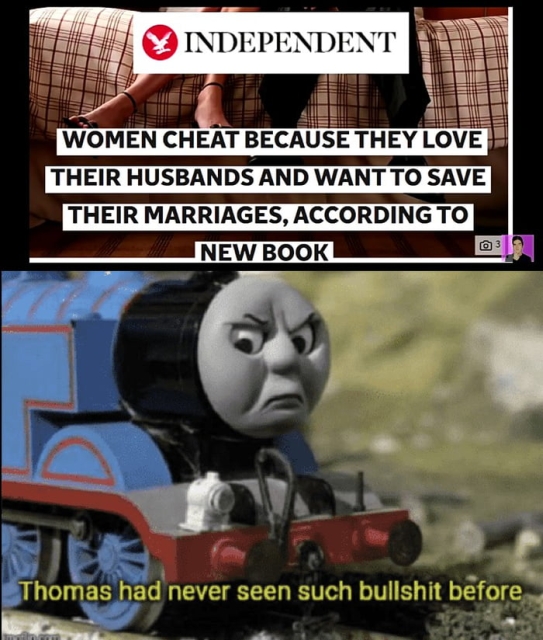 INDEPENDENT
WOMEN CHEAT BECAUSE THEY LOVE
THEIR HUSBANDS AND WANT TO SAVE
THEIR MARRIAGES, ACCORDING TO
NEW BOOK
3
Thomas had never seen such bullshit before